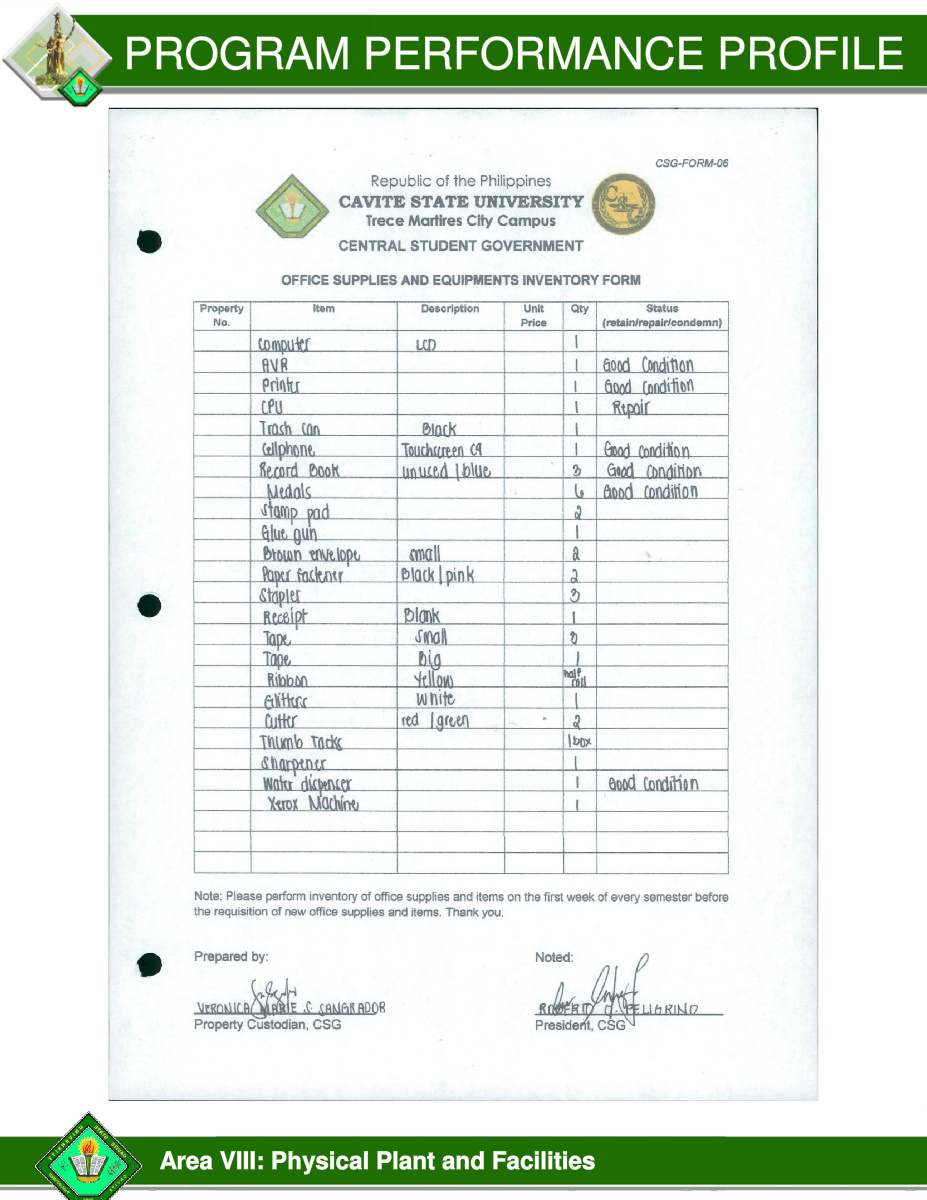 PROGRAM PERFORMANCE PROFILE
CSG-FORM-06
Republic of the Philippines
CAVITE STATE UNIVERSITY
Trece Martires City Campus
CENTRAL STUDENT GOVERNMENT
OFFICE SUPPLIES AND EQUIPMENTS INVENTORY FORM
Property No. Item Description Unit Price Qty Status (retain/repair/condemn)
Computer LCD 1
AVR 1 Good Condition
Printer 1 Good Condition
CPU 1 Repair
Trash Can Black 1
Cellphone Touchscreen C9 1 Good condition
Record Book unused | blue 3 Good Condition
Medals 6 Good condition
Stamp pad 2
Glue gun 1
Brown envelope small 2
Paper fastener Black | pink 2
Stapler 3
Receipt Blank 1
Tape small 3
Tape Big 1
Ribbon Yellow half roll
Glitters White 1
Cutter red | green 2
Thumb Tacks 1 box
Sharpener 1
Water dispenser 1 Good Condition
Xerox Machine 1
Note: Please perform inventory of office supplies and items on the first week of every semester before
the requisition of new office supplies and items. Thank you.
Prepared by: Noted:
VERONICA MARIE S. SANGRADOR ROBERTO PELIGRINO
Property Custodian, CSG President, CSG
Area VIII: Physical Plant and Facilities